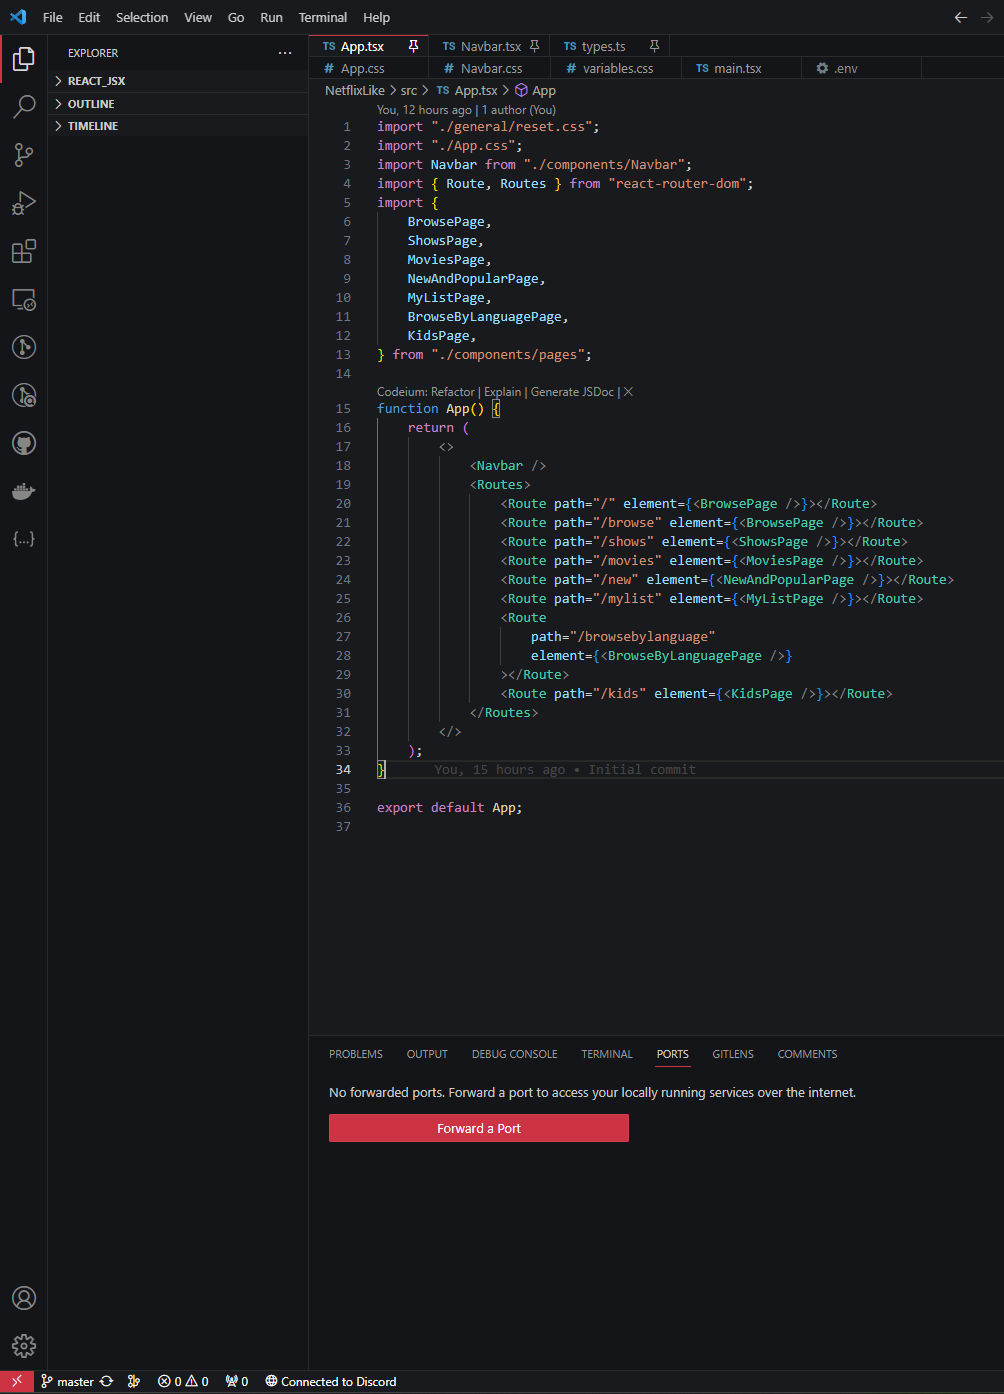 File Edit Selection View Go Run Terminal Help
EXPLORER ...
REACT_JSX
OUTLINE
TIMELINE
TS App.tsx TS Navbar.tsx TS types.ts
# App.css # Navbar.css # variables.css TS main.tsx .env
NetflixLike > src > TS App.tsx > App
You, 12 hours ago | 1 author (You)
1 import "./general/reset.css";
2 import "./App.css";
3 import Navbar from "./components/Navbar";
4 import { Route, Routes } from "react-router-dom";
5 import {
6     BrowsePage,
7     ShowsPage,
8     MoviesPage,
9     NewAndPopularPage,
10     MyListPage,
11     BrowseByLanguagePage,
12     KidsPage,
13 } from "./components/pages";
14
Codeium: Refactor | Explain | Generate JSDoc | X
15 function App() {
16     return (
17         <>
18             <Navbar />
19             <Routes>
20                 <Route path="/" element={<BrowsePage />}></Route>
21                 <Route path="/browse" element={<BrowsePage />}></Route>
22                 <Route path="/shows" element={<ShowsPage />}></Route>
23                 <Route path="/movies" element={<MoviesPage />}></Route>
24                 <Route path="/new" element={<NewAndPopularPage />}></Route>
25                 <Route path="/mylist" element={<MyListPage />}></Route>
26                 <Route
27                     path="/browsebylanguage"
28                     element={<BrowseByLanguagePage />}
29                 ></Route>
30                 <Route path="/kids" element={<KidsPage />}></Route>
31             </Routes>
32         </>
33     );
34 } You, 15 hours ago • Initial commit
35
36 export default App;
37
PROBLEMS OUTPUT DEBUG CONSOLE TERMINAL PORTS GITLENS COMMENTS
No forwarded ports. Forward a port to access your locally running services over the internet.
Forward a Port
master 0 0 0 Connected to Discord